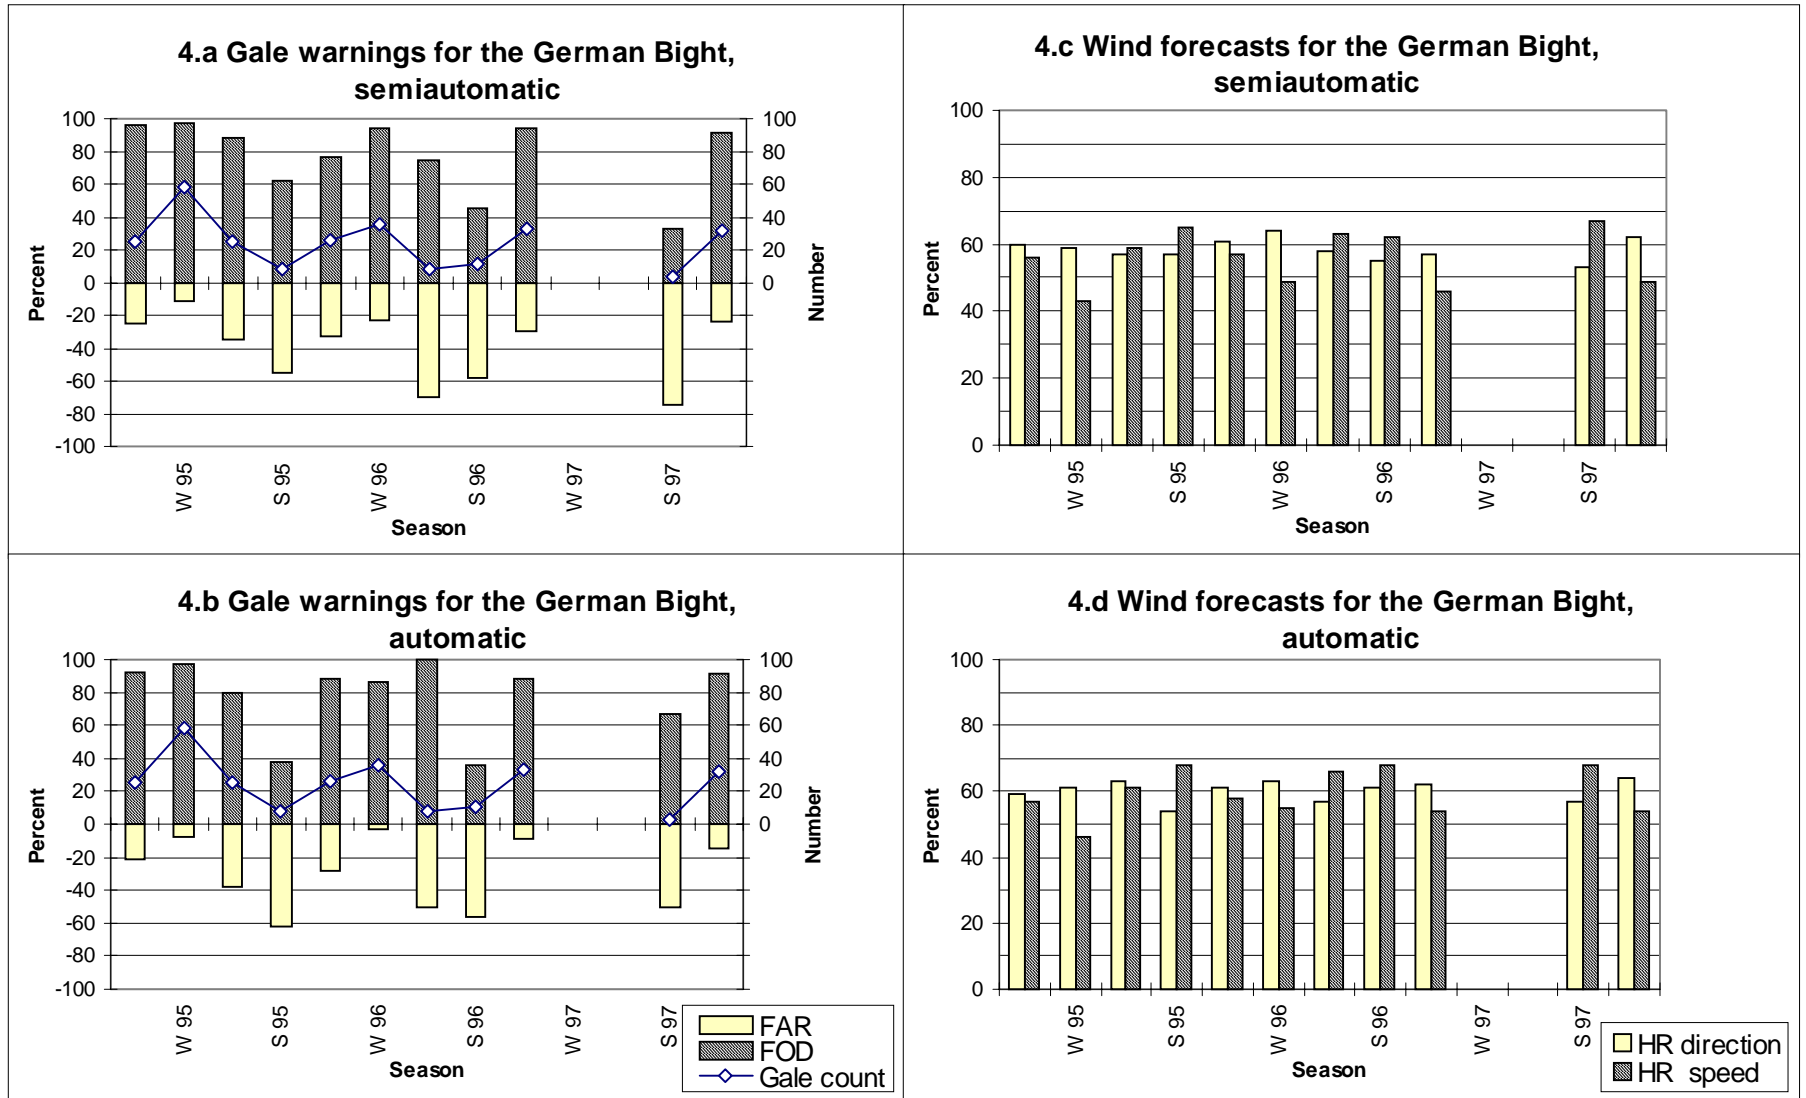 4.a Gale warnings for the German Bight,
semiautomatic
100
80
60
40
20
0
-20
-40
-60
-80
-100
Percent
100
80
60
40
20
0
Number
W 95
S 95
W 96
S 96
W 97
S 97
Season
4.c Wind forecasts for the German Bight,
semiautomatic
100
80
60
40
20
0
Percent
W 95
S 95
W 96
S 96
W 97
S 97
Season
4.b Gale warnings for the German Bight,
automatic
100
80
60
40
20
0
-20
-40
-60
-80
-100
Percent
100
80
60
40
20
0
Number
W 95
S 95
W 96
S 96
W 97
S 97
Season
FAR
FOD
Gale count
4.d Wind forecasts for the German Bight,
automatic
100
80
60
40
20
0
Percent
W 95
S 95
W 96
S 96
W 97
S 97
Season
HR direction
HR speed